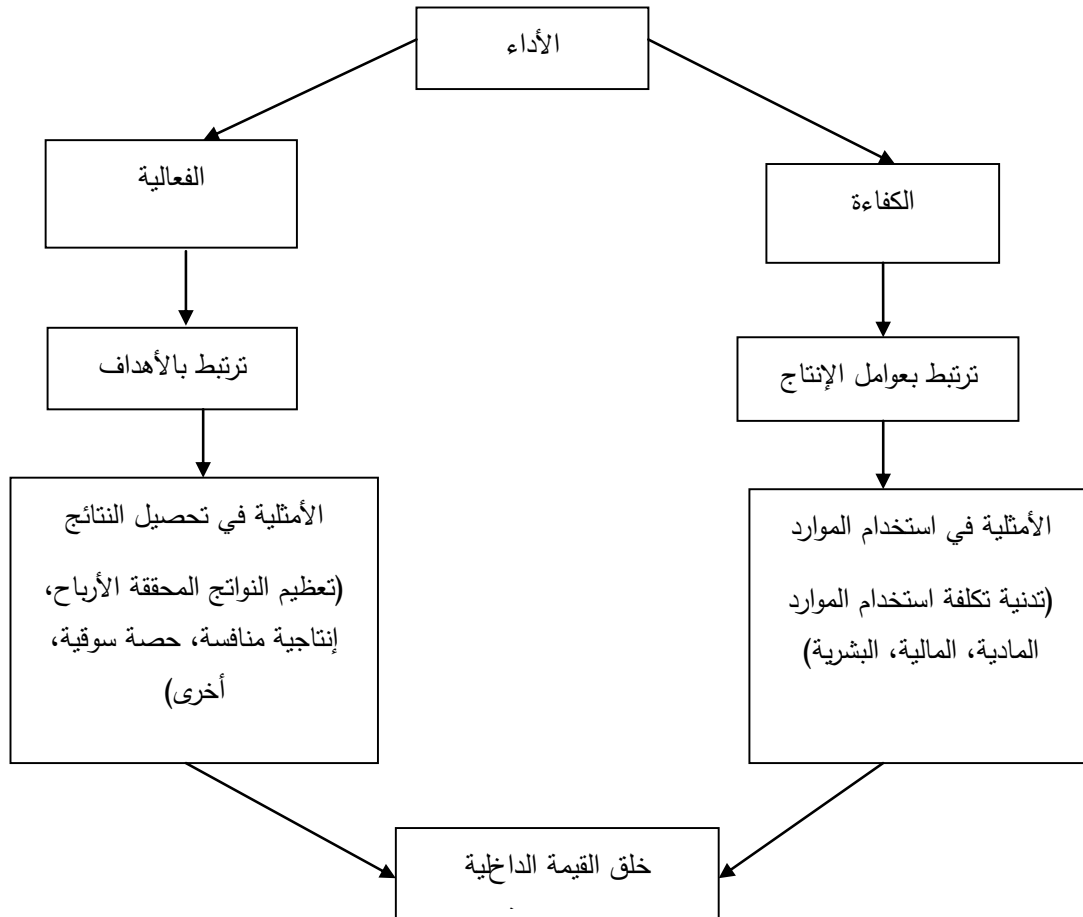 الأداء
الكفاءة
الفعالية
ترتبط بعوامل الإنتاج
ترتبط بالأهداف
الأمثلية في استخدام الموارد
(تدنية تكلفة استخدام الموارد
المادية، المالية، البشرية)
الأمثلية في تحصيل النتائج
(تعظيم النواتج المحققة الأرباح،
إنتاجية منافسة، حصة سوقية،
أخرى)
خلق القيمة الداخلية